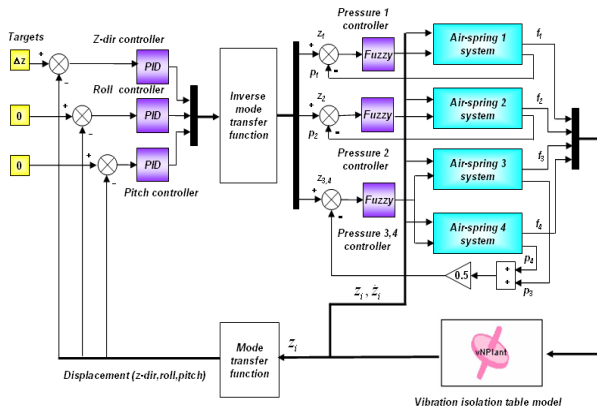 Targets
Z-dir controller
Pressure 1
controller
Air-spring 1
system
Δz
PID
z1
p1
Fuzzy
f1
Roll controller
Inverse
mode
transfer
function
0
PID
z2
p2
Fuzzy
Air-spring 2
system
f2
Pressure 2
controller
0
PID
Pitch controller
z3,4
Fuzzy
Air-spring 3
system
f3
Pressure 3,4
controller
Air-spring 4
system
f4
p4
p3
0.5
zi , żi
zi
Mode
transfer
function
vNPlant
Displacement (z-dir,roll,pitch)
Vibration isolation table model